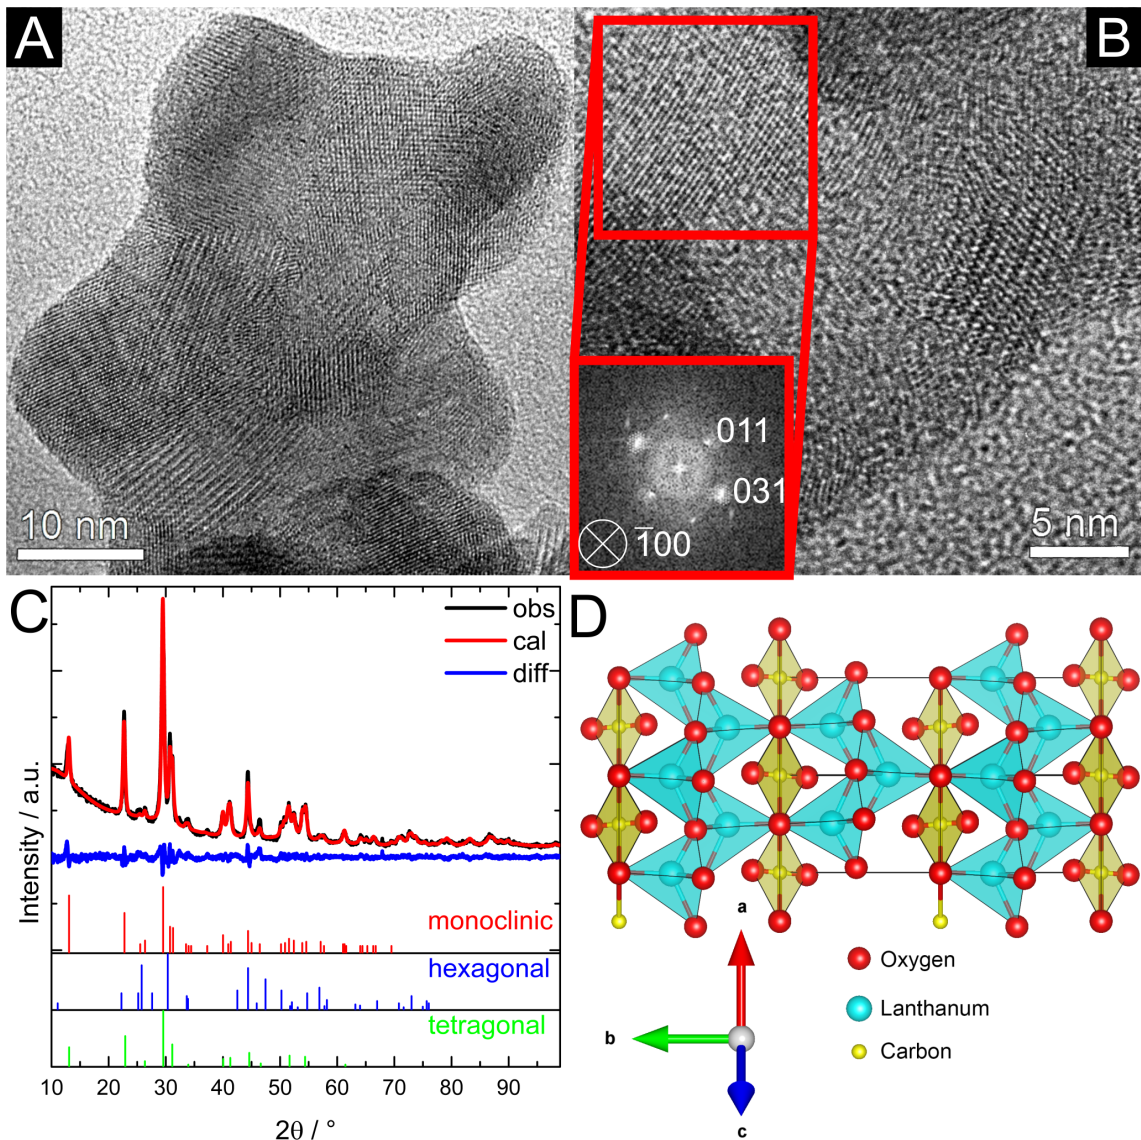 A
B
011
031
1̅00
10 nm
5 nm
C
obs
cal
diff
D
Intensity / a.u.
monoclinic
hexagonal
tetragonal
10 20 30 40 50 60 70 80 90
2θ / °
a
b
c
Oxygen
Lanthanum
Carbon